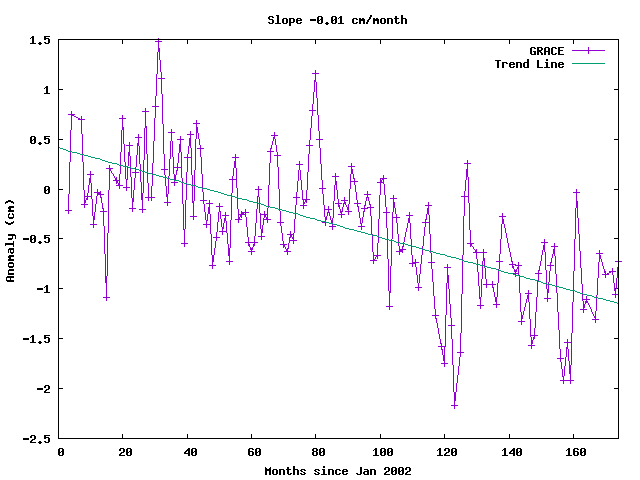 Slope -0.01 cm/month
GRACE
Trend Line
1.5
1
0.5
0
-0.5
-1
-1.5
-2
-2.5
Anomaly (cm)
0 20 40 60 80 100 120 140 160
Months since Jan 2002